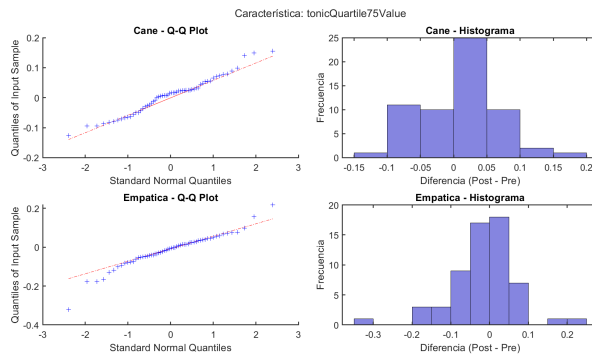 Característica: tonicQuartile75Value
Cane - Q-Q Plot
Quantiles of Input Sample
0.2
0.1
0
-0.1
-0.2
-3 -2 -1 0 1 2 3
Standard Normal Quantiles
Cane - Histograma
Frecuencia
25
20
15
10
5
0
-0.15 -0.1 -0.05 0 0.05 0.1 0.15 0.2
Diferencia (Post - Pre)
Empatica - Q-Q Plot
Quantiles of Input Sample
0.2
0
-0.2
-0.4
-3 -2 -1 0 1 2 3
Standard Normal Quantiles
Empatica - Histograma
Frecuencia
20
15
10
5
0
-0.3 -0.2 -0.1 0 0.1 0.2
Diferencia (Post - Pre)